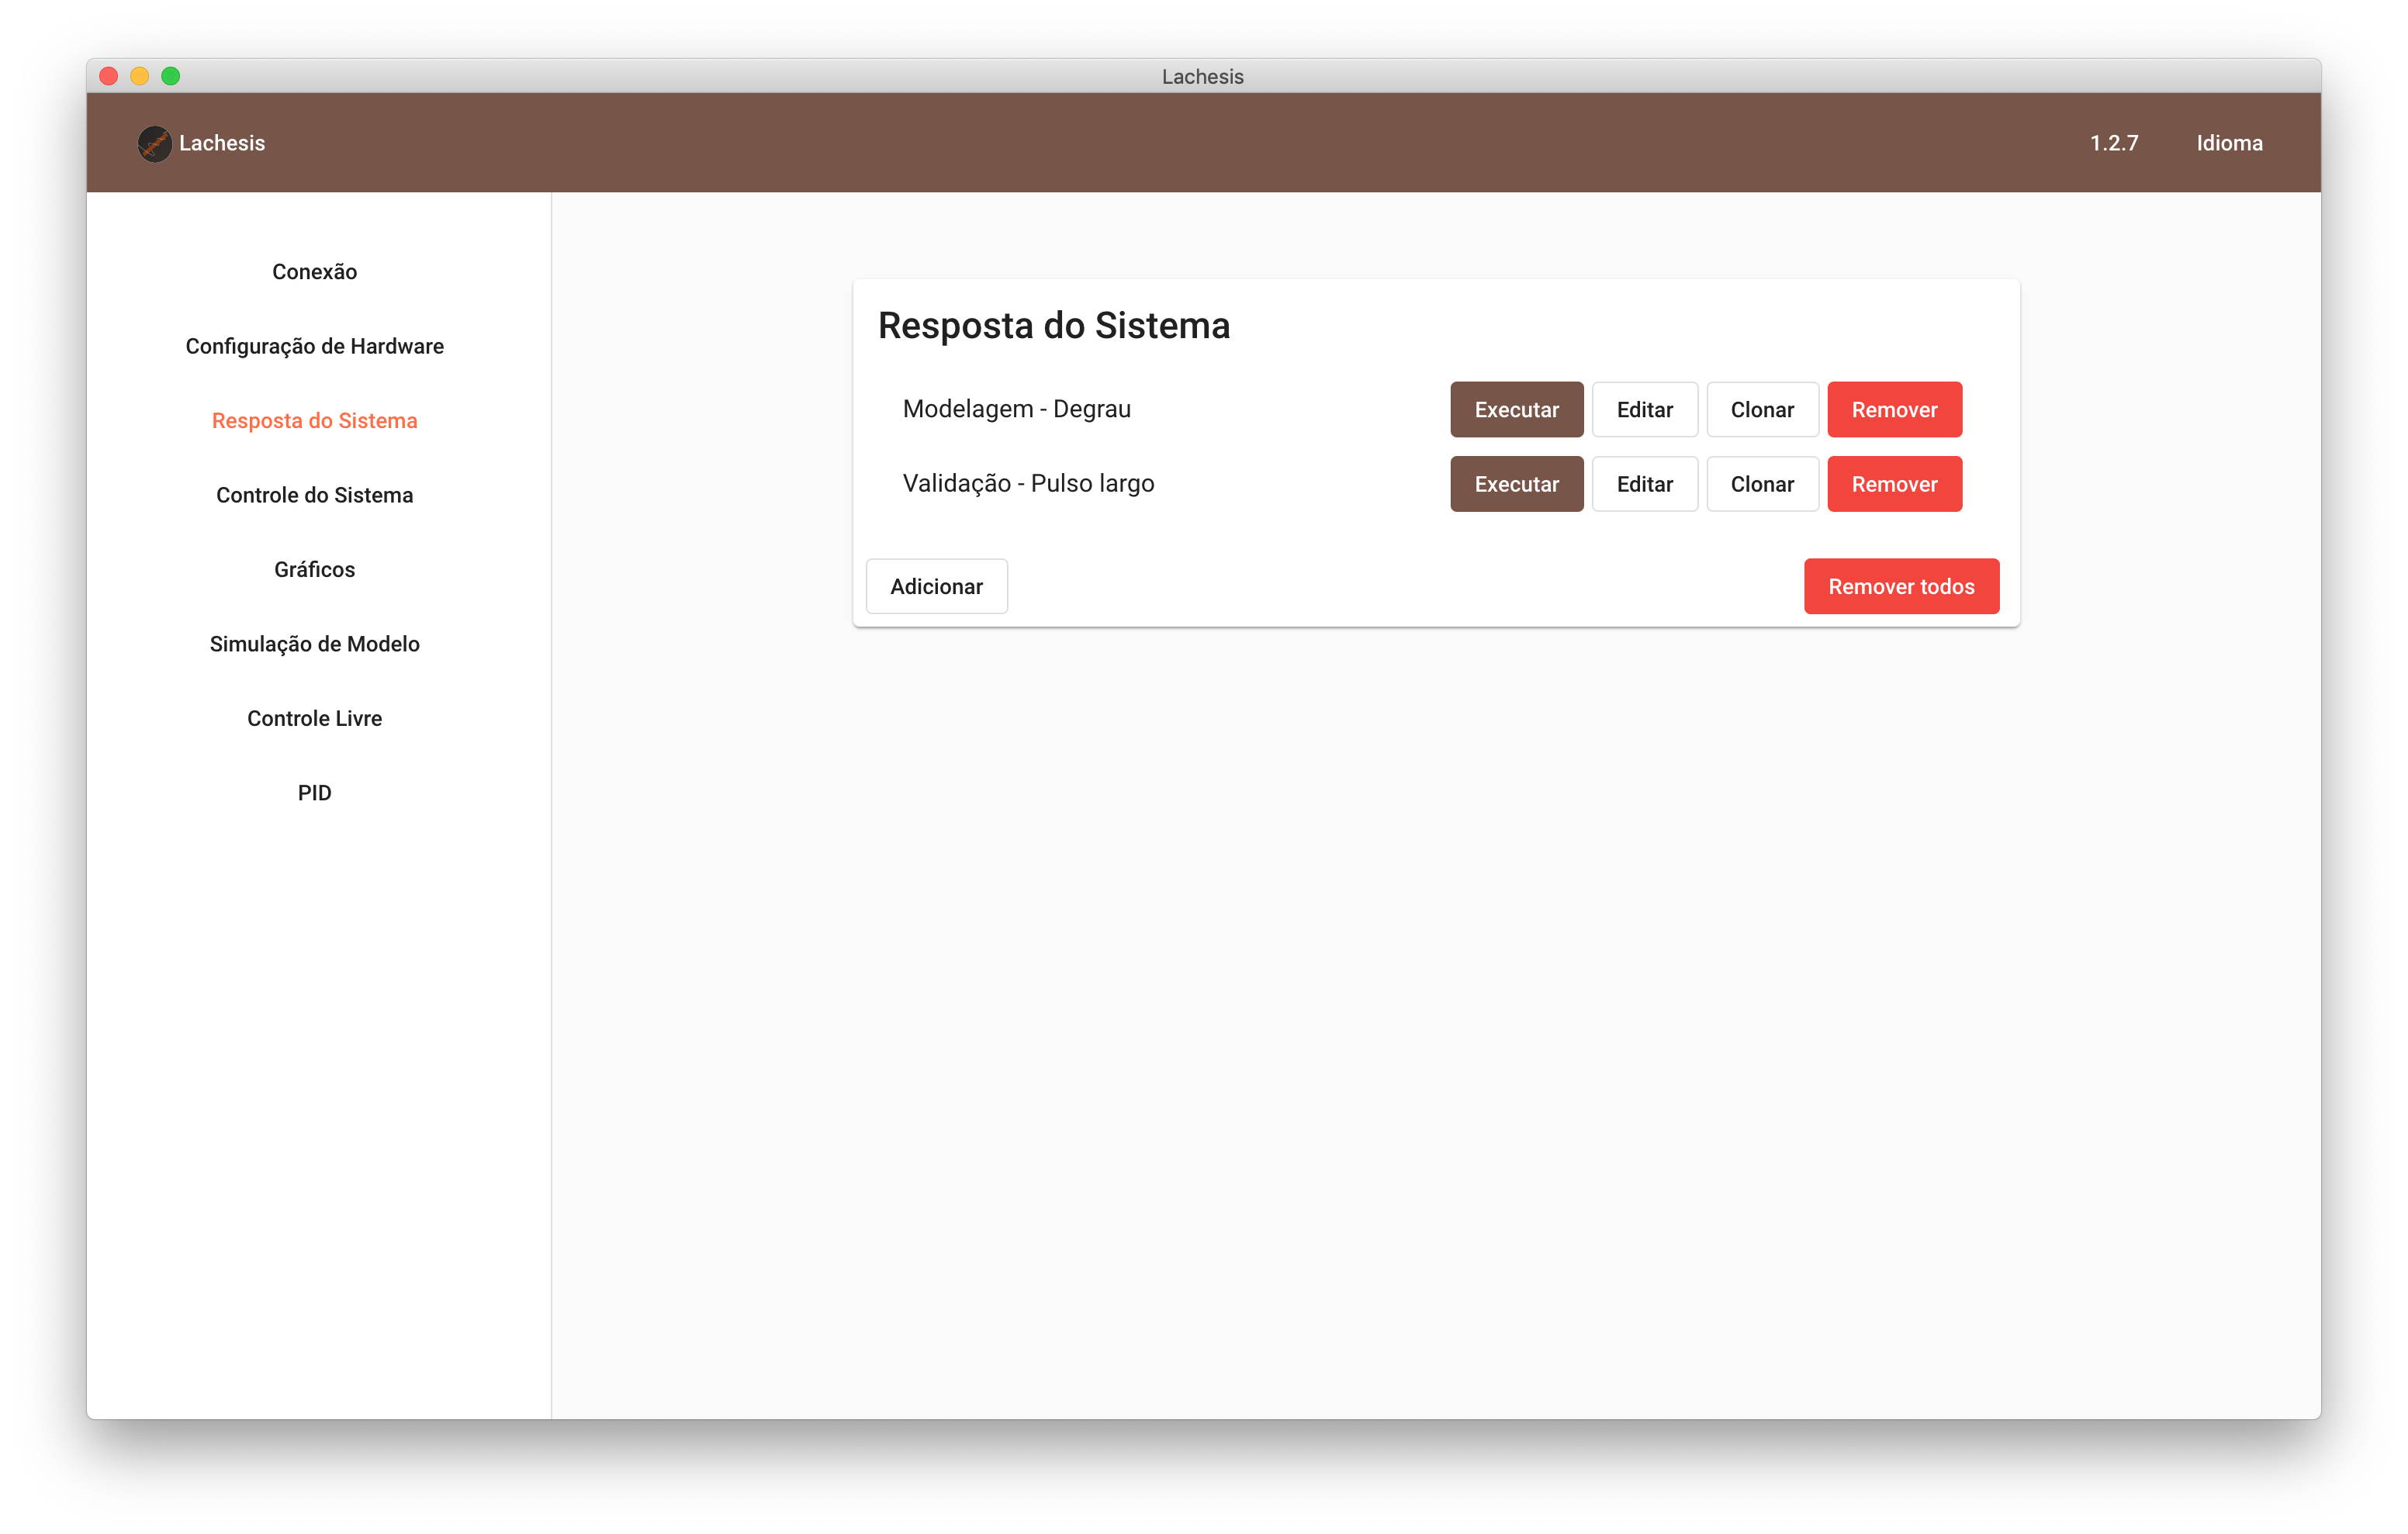 Lachesis
Lachesis
1.2.7
Idioma
Conexão
Configuração de Hardware
Resposta do Sistema
Controle do Sistema
Gráficos
Simulação de Modelo
Controle Livre
PID
Resposta do Sistema
Modelagem - Degrau
Executar
Editar
Clonar
Remover
Validação - Pulso largo
Executar
Editar
Clonar
Remover
Adicionar
Remover todos